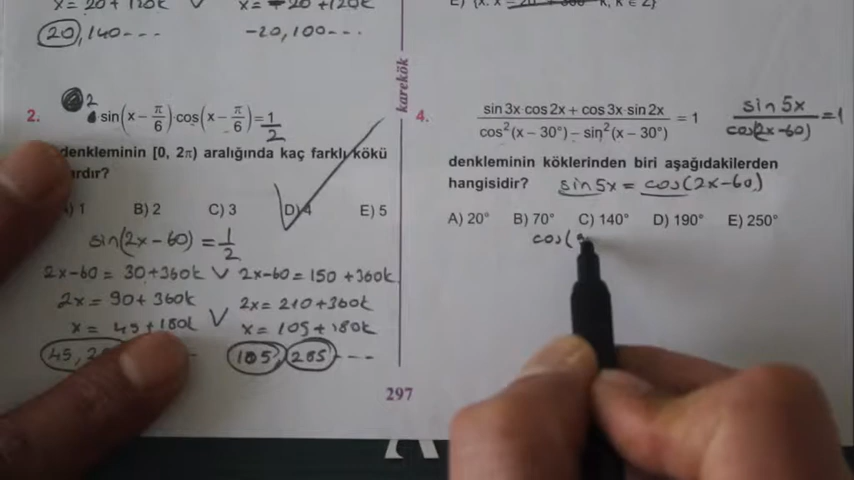 x = 20 + 120k V x = -20 + 120k
20, 140 ---
-20, 100 ---
2.
2 sin(x - π/6) cos(x - π/6) = 1/2
denkleminin [0, 2π) aralığında kaç farklı kökü
B) 2 C) 3 D) 4 E) 5
sin(2x - 60) = 1/2
2x-60 = 30 + 360k V 2x-60 = 150 + 360k
2x = 90 + 360k 2x = 210 + 360k
x = 45 + 180k V x = 105 + 180k
105, 285 ---
karekök
4.
(sin 3x·cos 2x + cos 3x·sin 2x) / (cos²(x – 30°) – sin²(x – 30°)) = 1
sin 5x / cos(2x-60) = 1
denkleminin köklerinden biri aşağıdakilerden
hangisidir? sin5x = cos(2x-60)
A) 20° B) 70° C) 140° D) 190° E) 250°
cos(
297